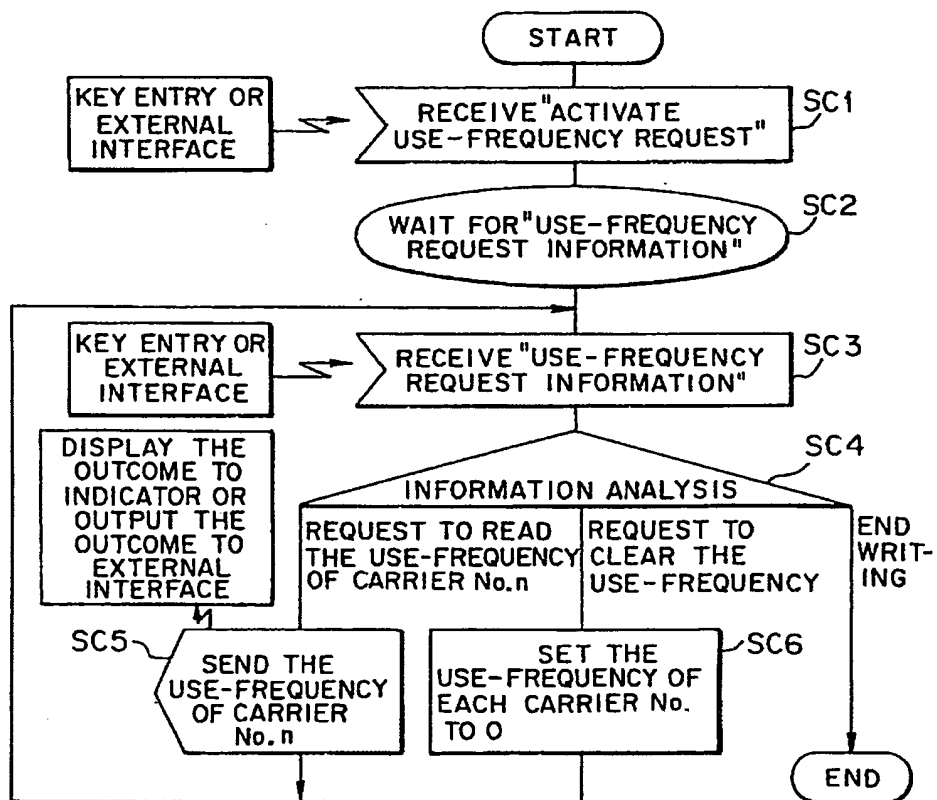 START
KEY ENTRY OR
EXTERNAL
INTERFACE
RECEIVE "ACTIVATE
USE-FREQUENCY REQUEST"
SC1
WAIT FOR "USE-FREQUENCY
REQUEST INFORMATION"
SC2
KEY ENTRY OR
EXTERNAL
INTERFACE
RECEIVE "USE-FREQUENCY
REQUEST INFORMATION"
SC3
DISPLAY THE
OUTCOME TO
INDICATOR OR
OUTPUT THE
OUTCOME TO
EXTERNAL
INTERFACE
INFORMATION ANALYSIS
SC4
REQUEST TO READ
THE USE-FREQUENCY
OF CARRIER No.n
REQUEST TO
CLEAR THE
USE-FREQUENCY
END
WRIT-
ING
SC5
SEND THE
USE-FREQUENCY
OF CARRIER
No.n
SET THE
USE-FREQUENCY OF
EACH CARRIER No.
TO 0
SC6
END